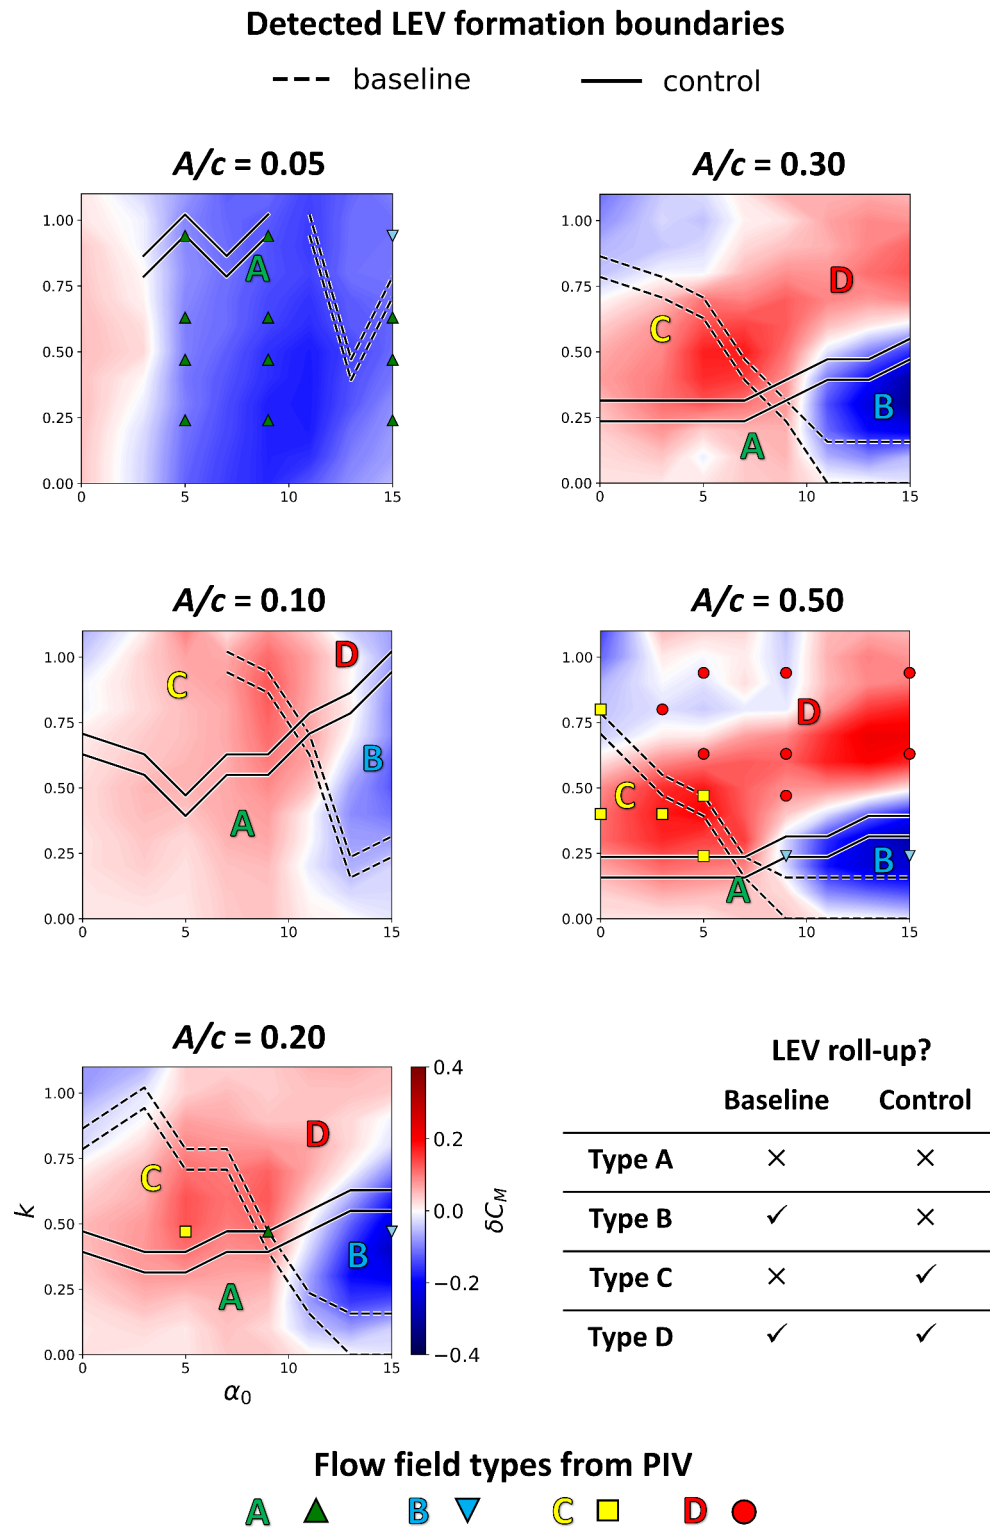 Detected LEV formation boundaries
baseline control
A/c = 0.05
1.00
0.75
0.50
0.25
0.00
0 5 10 15
A
A/c = 0.30
1.00
0.75
0.50
0.25
0.00
0 5 10 15
D
C
B
A
A/c = 0.10
1.00
0.75
0.50
0.25
0.00
0 5 10 15
D
C
B
A
A/c = 0.50
1.00
0.75
0.50
0.25
0.00
0 5 10 15
D
C
B
A
A/c = 0.20
1.00
0.75
0.50
0.25
0.00
0 5 10 15
k
α₀
D
C
B
A
0.4
0.2
0.0
−0.2
−0.4
δC_M
LEV roll-up?
Baseline Control
Type A × ×
Type B ✓ ×
Type C × ✓
Type D ✓ ✓
Flow field types from PIV
A B C D